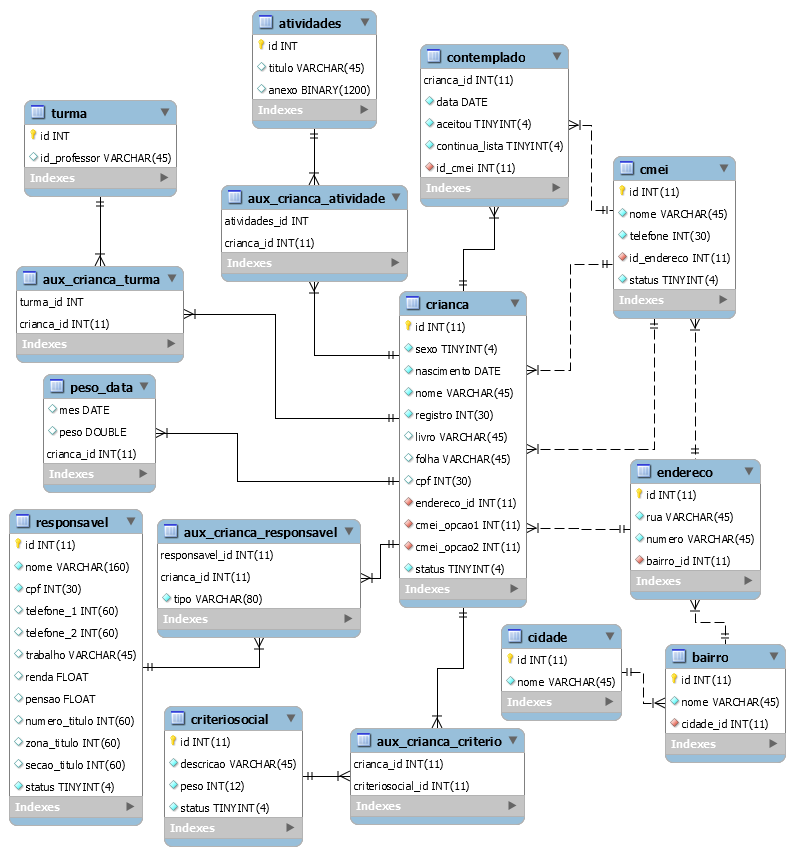 atividades
id INT
titulo VARCHAR(45)
anexo BINARY(1200)
Indexes
contemplado
crianca_id INT(11)
data DATE
aceitou TINYINT(4)
continua_lista TINYINT(4)
id_cmei INT(11)
Indexes
turma
id INT
id_professor VARCHAR(45)
Indexes
cmei
id INT(11)
nome VARCHAR(45)
telefone INT(30)
id_endereco INT(11)
status TINYINT(4)
Indexes
aux_crianca_atividade
atividades_id INT
crianca_id INT(11)
Indexes
aux_crianca_turma
turma_id INT
crianca_id INT(11)
Indexes
crianca
id INT(11)
sexo TINYINT(4)
nascimento DATE
nome VARCHAR(45)
registro INT(30)
livro VARCHAR(45)
folha VARCHAR(45)
cpf INT(30)
endereco_id INT(11)
cmei_opcao1 INT(11)
cmei_opcao2 INT(11)
status TINYINT(4)
Indexes
peso_data
mes DATE
peso DOUBLE
crianca_id INT(11)
Indexes
endereco
id INT(11)
rua VARCHAR(45)
numero VARCHAR(45)
bairro_id INT(11)
Indexes
responsavel
id INT(11)
nome VARCHAR(160)
cpf INT(30)
telefone_1 INT(60)
telefone_2 INT(60)
trabalho VARCHAR(45)
renda FLOAT
pensao FLOAT
numero_titulo INT(60)
zona_titulo INT(60)
secao_titulo INT(60)
status TINYINT(4)
Indexes
aux_crianca_responsavel
responsavel_id INT(11)
crianca_id INT(11)
tipo VARCHAR(80)
Indexes
cidade
id INT(11)
nome VARCHAR(45)
Indexes
bairro
id INT(11)
nome VARCHAR(45)
cidade_id INT(11)
Indexes
criteriosocial
id INT(11)
descricao VARCHAR(45)
peso INT(12)
status TINYINT(4)
Indexes
aux_crianca_criterio
crianca_id INT(11)
criteriosocial_id INT(11)
Indexes